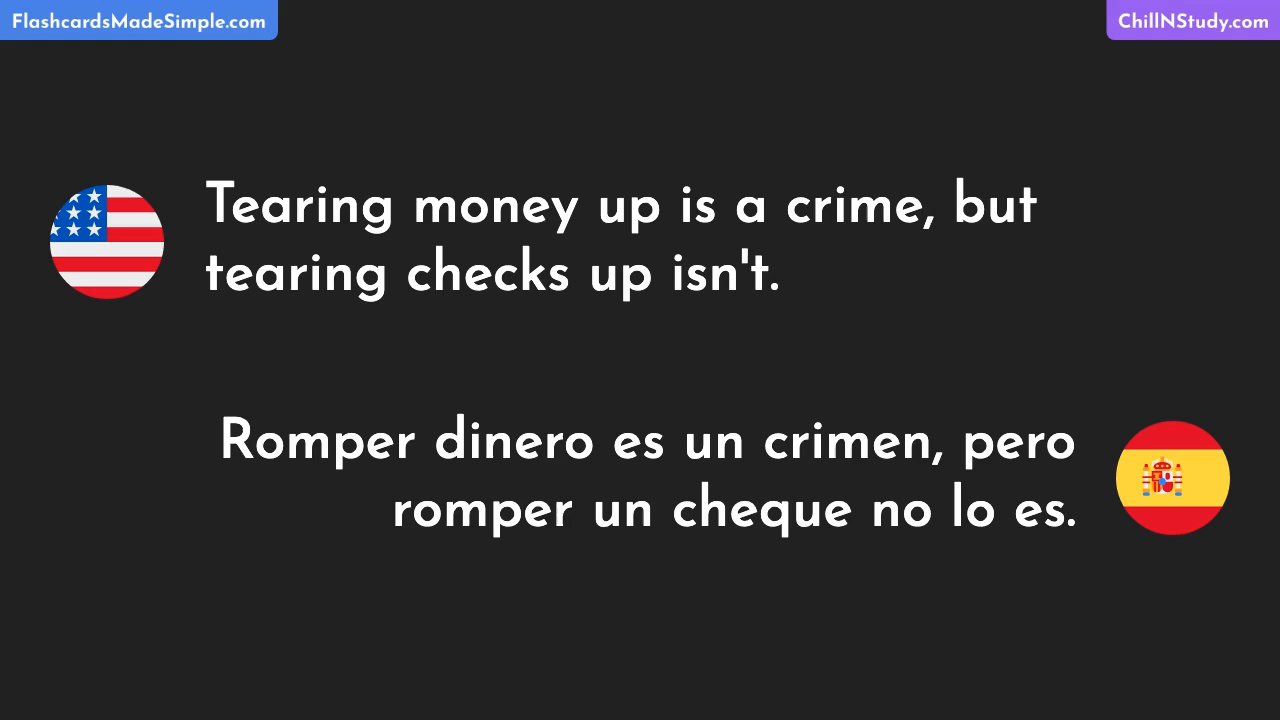 FlashcardsMadeSimple.com
ChillNStudy.com
Tearing money up is a crime, but
tearing checks up isn't.
Romper dinero es un crimen, pero
romper un cheque no lo es.